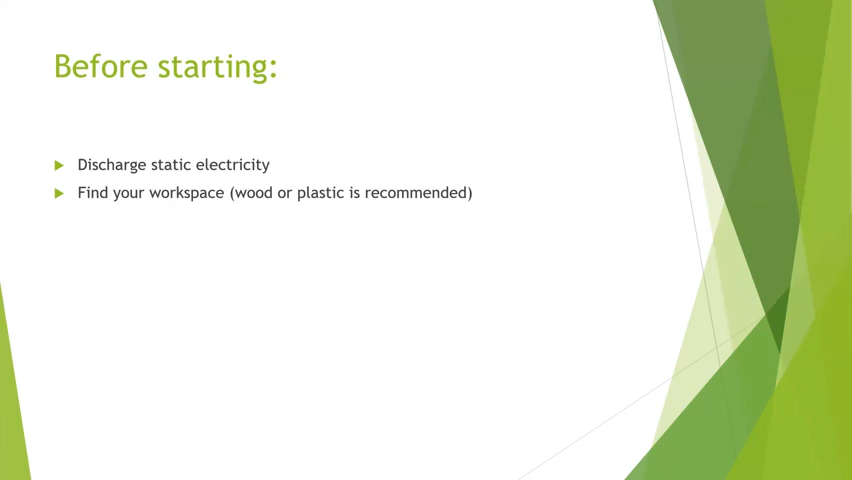 Before starting:
Discharge static electricity
Find your workspace (wood or plastic is recommended)